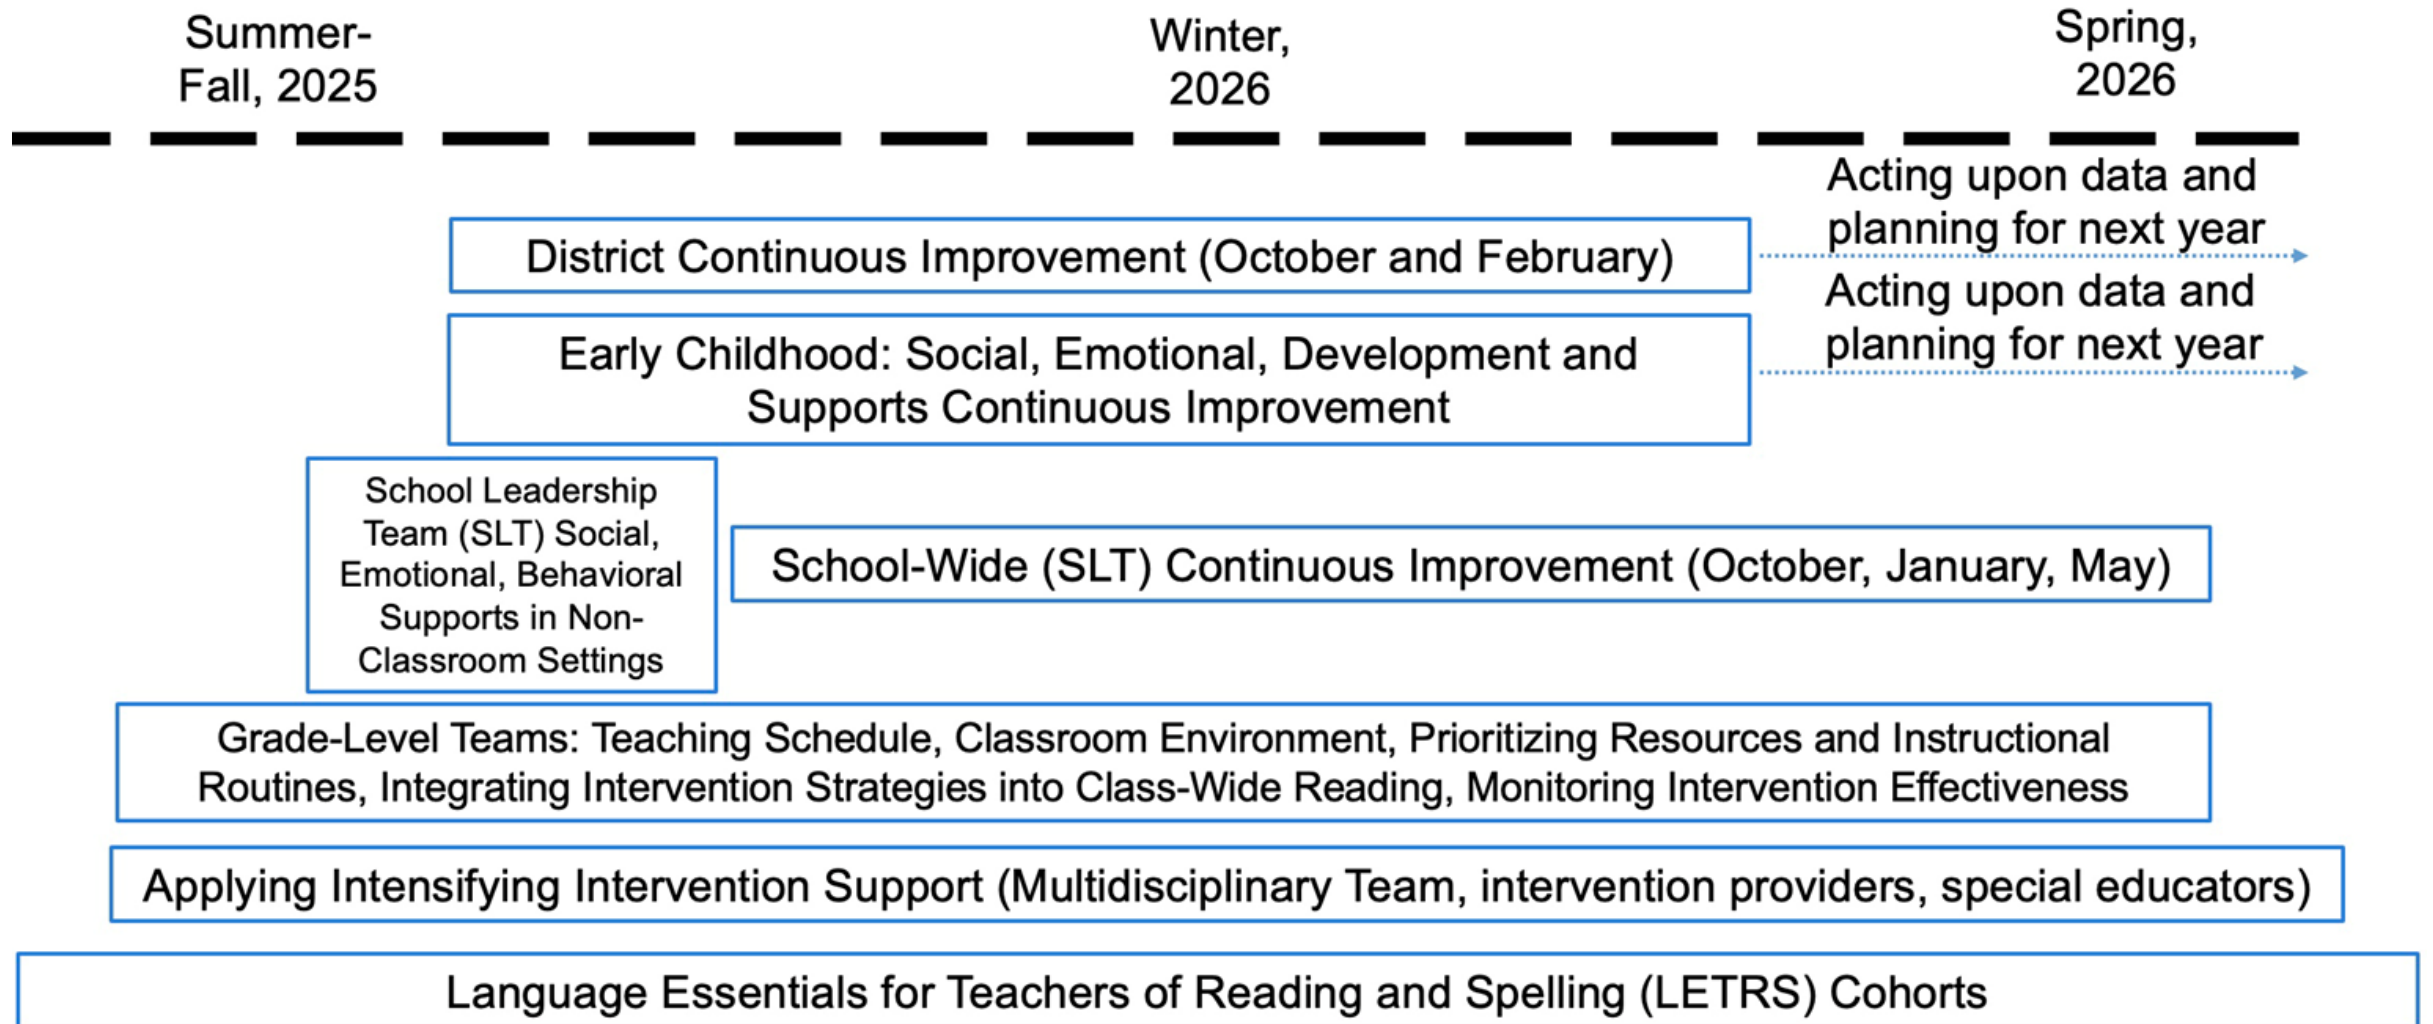 Summer-
Fall, 2025
Winter,
2026
Spring,
2026
Acting upon data and
planning for next year
District Continuous Improvement (October and February)
Acting upon data and
planning for next year
Early Childhood: Social, Emotional, Development and
Supports Continuous Improvement
School Leadership
Team (SLT) Social,
Emotional, Behavioral
Supports in Non-
Classroom Settings
School-Wide (SLT) Continuous Improvement (October, January, May)
Grade-Level Teams: Teaching Schedule, Classroom Environment, Prioritizing Resources and Instructional
Routines, Integrating Intervention Strategies into Class-Wide Reading, Monitoring Intervention Effectiveness
Applying Intensifying Intervention Support (Multidisciplinary Team, intervention providers, special educators)
Language Essentials for Teachers of Reading and Spelling (LETRS) Cohorts